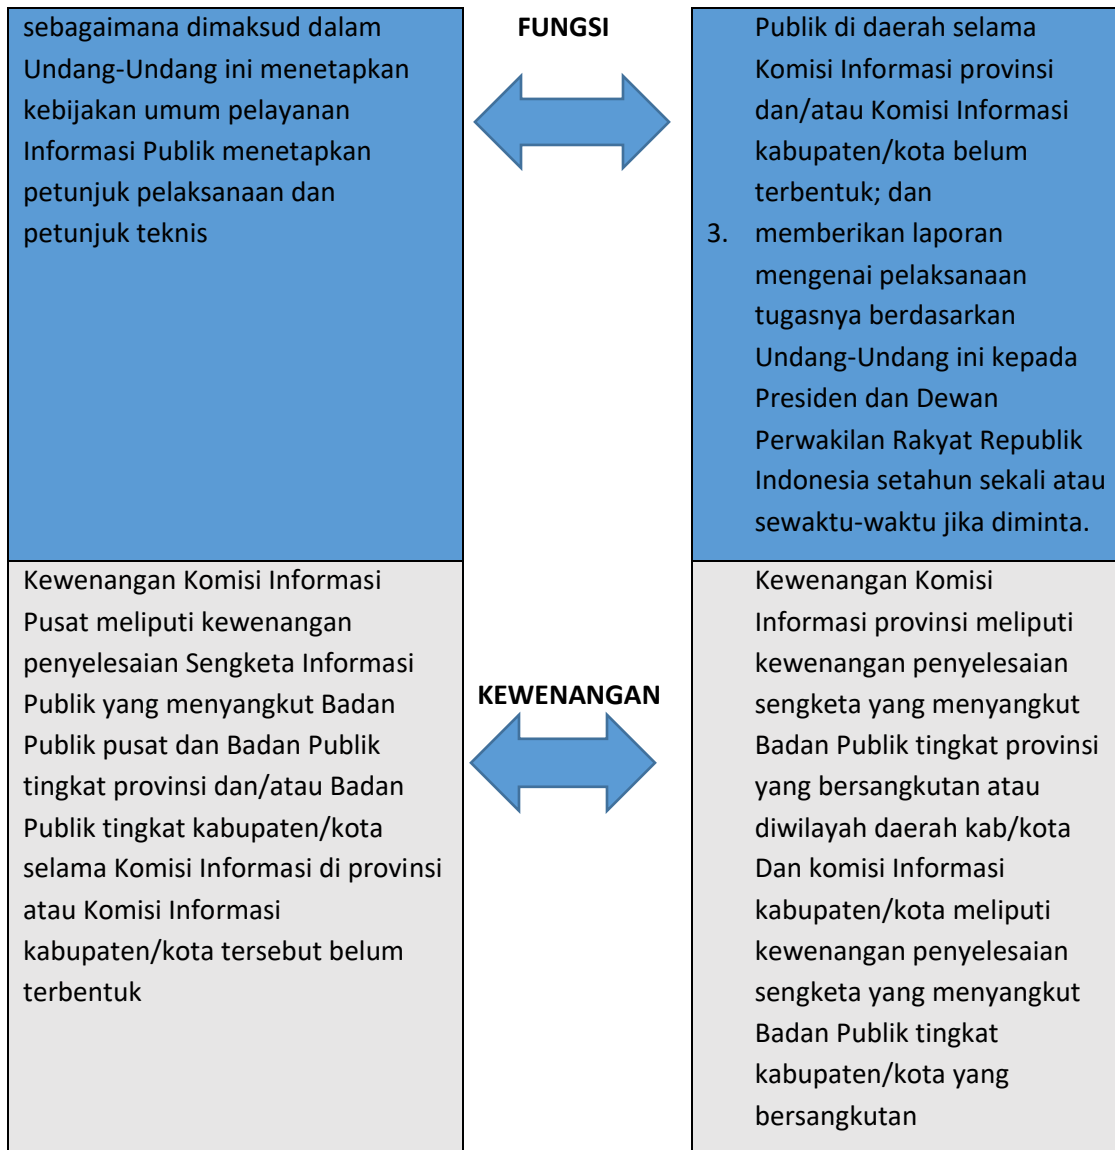 sebagaimana dimaksud dalam
Undang-Undang ini menetapkan
kebijakan umum pelayanan
Informasi Publik menetapkan
petunjuk pelaksanaan dan
petunjuk teknis
FUNGSI
Publik di daerah selama
Komisi Informasi provinsi
dan/atau Komisi Informasi
kabupaten/kota belum
terbentuk; dan
3. memberikan laporan
mengenai pelaksanaan
tugasnya berdasarkan
Undang-Undang ini kepada
Presiden dan Dewan
Perwakilan Rakyat Republik
Indonesia setahun sekali atau
sewaktu-waktu jika diminta.
Kewenangan Komisi Informasi
Pusat meliputi kewenangan
penyelesaian Sengketa Informasi
Publik yang menyangkut Badan
Publik pusat dan Badan Publik
tingkat provinsi dan/atau Badan
Publik tingkat kabupaten/kota
selama Komisi Informasi di provinsi
atau Komisi Informasi
kabupaten/kota tersebut belum
terbentuk
KEWENANGAN
Kewenangan Komisi
Informasi provinsi meliputi
kewenangan penyelesaian
sengketa yang menyangkut
Badan Publik tingkat provinsi
yang bersangkutan atau
diwilayah daerah kab/kota
Dan komisi Informasi
kabupaten/kota meliputi
kewenangan penyelesaian
sengketa yang menyangkut
Badan Publik tingkat
kabupaten/kota yang
bersangkutan